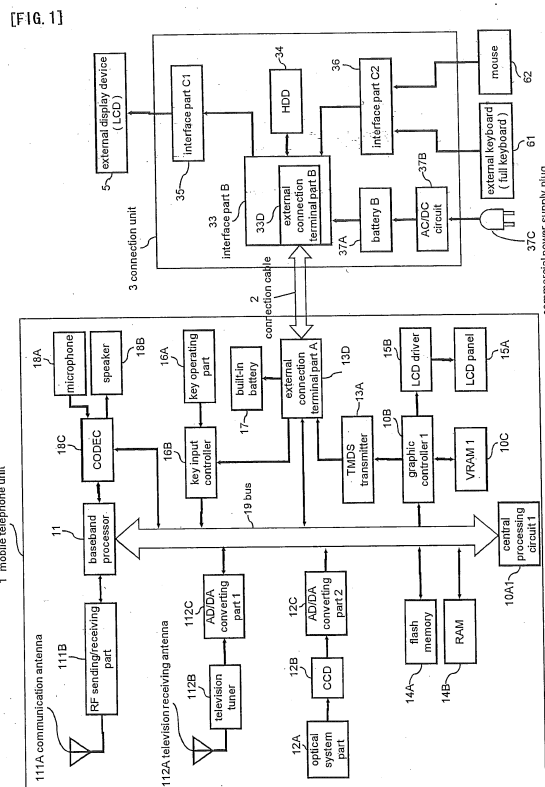 [FIG. 1]
1 mobile telephone unit
111A communication antenna
111B
RF sending/receiving
part
11
baseband
processor
18C
CODEC
18A
microphone
speaker
18B
16A
key operating
part
16B
key input
controller
built-in
battery
17
external
connection
terminal part A
13D
13A
TMDS
transmitter
10B
graphic
controller 1
15B
LCD driver
LCD panel
15A
VRAM 1
10C
19 bus
central
processing
circuit 1
10A1
112A television receiving antenna
112B
television
tuner
112C
AD/DA
converting
part 1
12A
optical
system
part
12B
CCD
12C
AD/DA
converting
part 2
flash
memory
14A
RAM
14B
2
connection cable
3 connection unit
5
external display device
(LCD)
interface part C1
35
33
interface part B
33D
external
connection
terminal part B
HDD
34
36
interface part C2
37A
battery B
37B
AC/DC
circuit
37C
commercial power supply plug
mouse
62
external keyboard
(full keyboard)
61